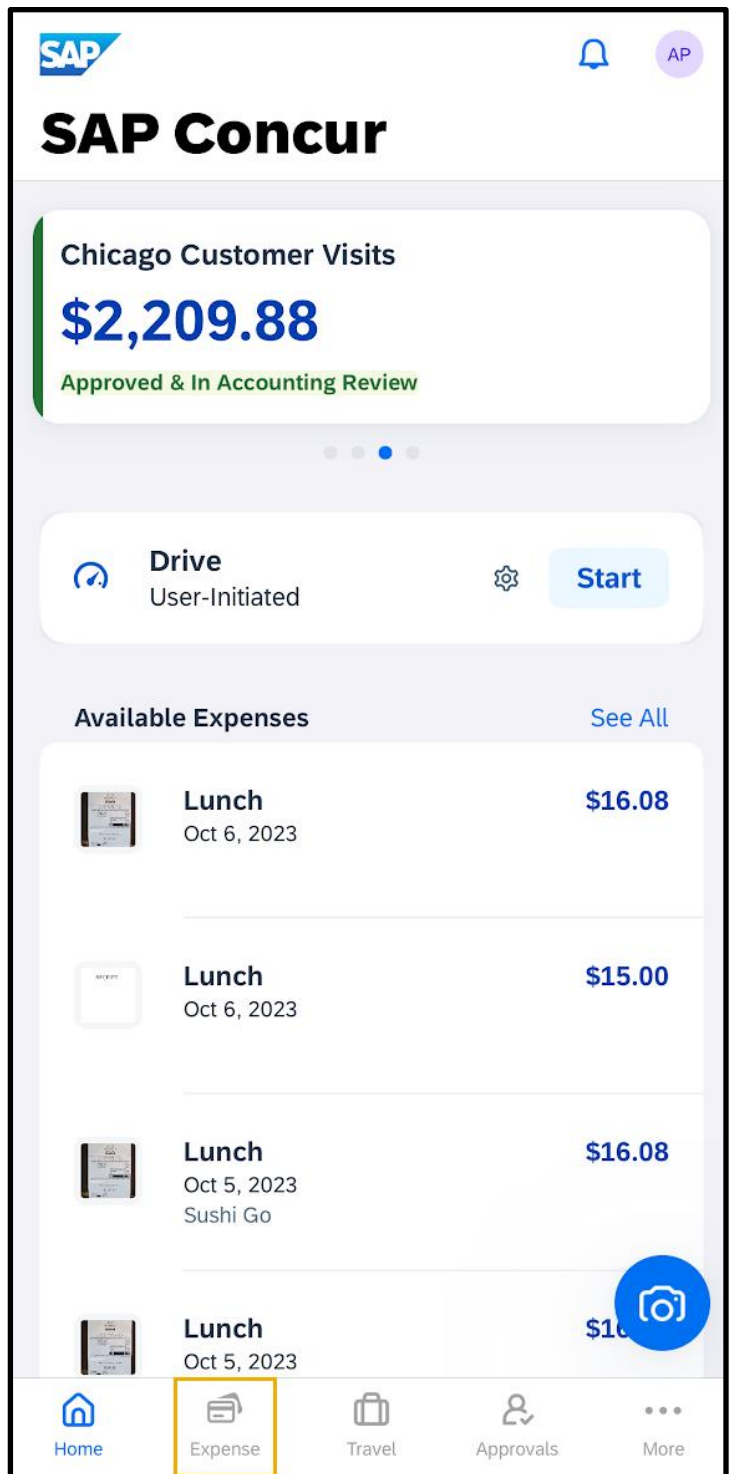 SAP
AP
SAP Concur
Chicago Customer Visits
$2,209.88
Approved & In Accounting Review
Drive
User-Initiated
Start
Available Expenses
See All
Lunch
$16.08
Oct 6, 2023
RECEIPT
Lunch
$15.00
Oct 6, 2023
Lunch
$16.08
Oct 5, 2023
Sushi Go
Lunch
Oct 5, 2023
Home
Expense
Travel
Approvals
More